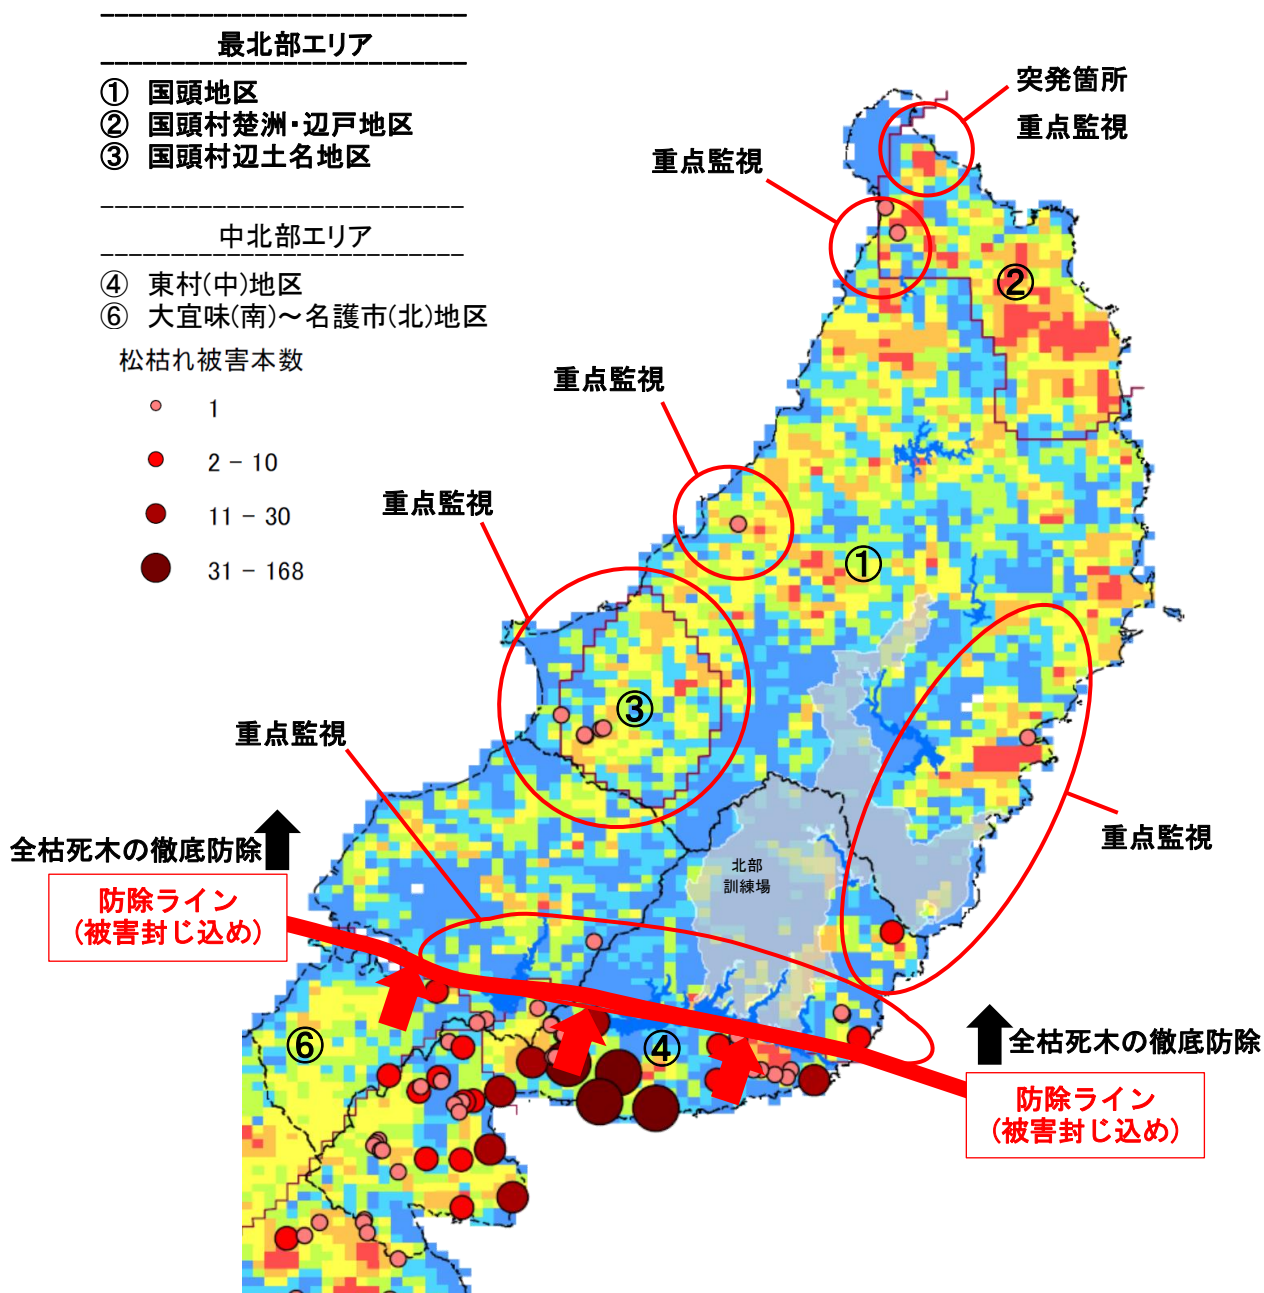 最北部エリア
① 国頭地区
② 国頭村楚洲・辺戸地区
③ 国頭村辺土名地区
中北部エリア
④ 東村(中)地区
⑥ 大宜味(南)～名護市(北)地区
松枯れ被害本数
1
2 - 10
11 - 30
31 - 168
突発箇所
重点監視
重点監視
②
重点監視
重点監視
①
③
重点監視
重点監視
全枯死木の徹底防除
北部
訓練場
防除ライン
(被害封じ込め)
⑥
④
全枯死木の徹底防除
防除ライン
(被害封じ込め)